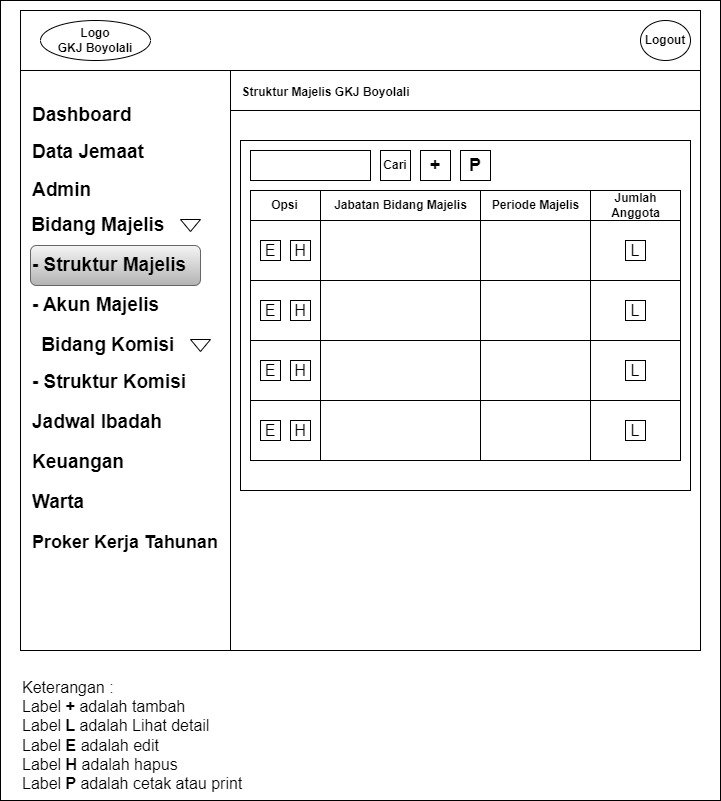 Logo
GKJ Boyolali
Logout
Struktur Majelis GKJ Boyolali
Dashboard
Data Jemaat
Admin
Bidang Majelis
- Struktur Majelis
- Akun Majelis
Bidang Komisi
- Struktur Komisi
Jadwal Ibadah
Keuangan
Warta
Proker Kerja Tahunan
Cari + P
Opsi Jabatan Bidang Majelis Periode Majelis Jumlah
Anggota
E H L
E H L
E H L
E H L
Keterangan :
Label + adalah tambah
Label L adalah Lihat detail
Label E adalah edit
Label H adalah hapus
Label P adalah cetak atau print